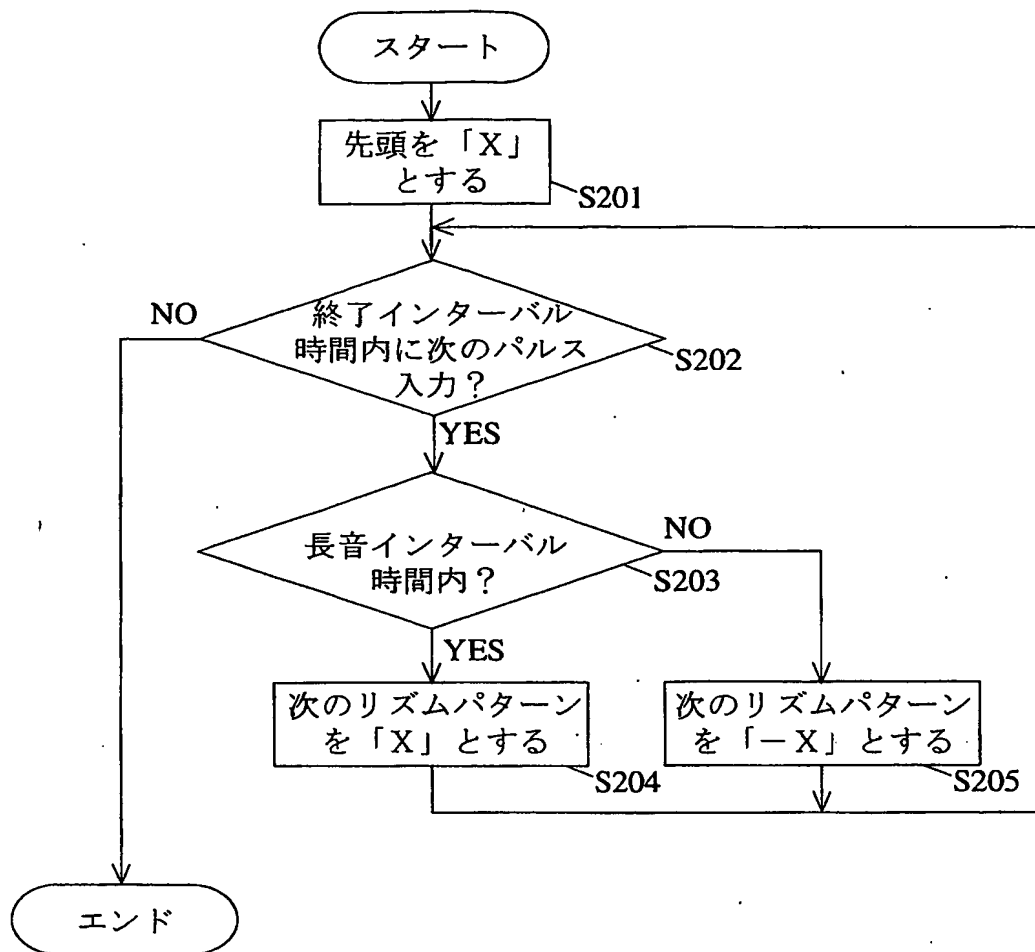 スタート
先頭を「X」
とする
S201
NO
終了インターバル
時間内に次のパルス
入力?
S202
YES
長音インターバル
時間内?
NO
S203
YES
次のリズムパターン
を「X」とする
S204
次のリズムパターン
を「-X」とする
S205
エンド